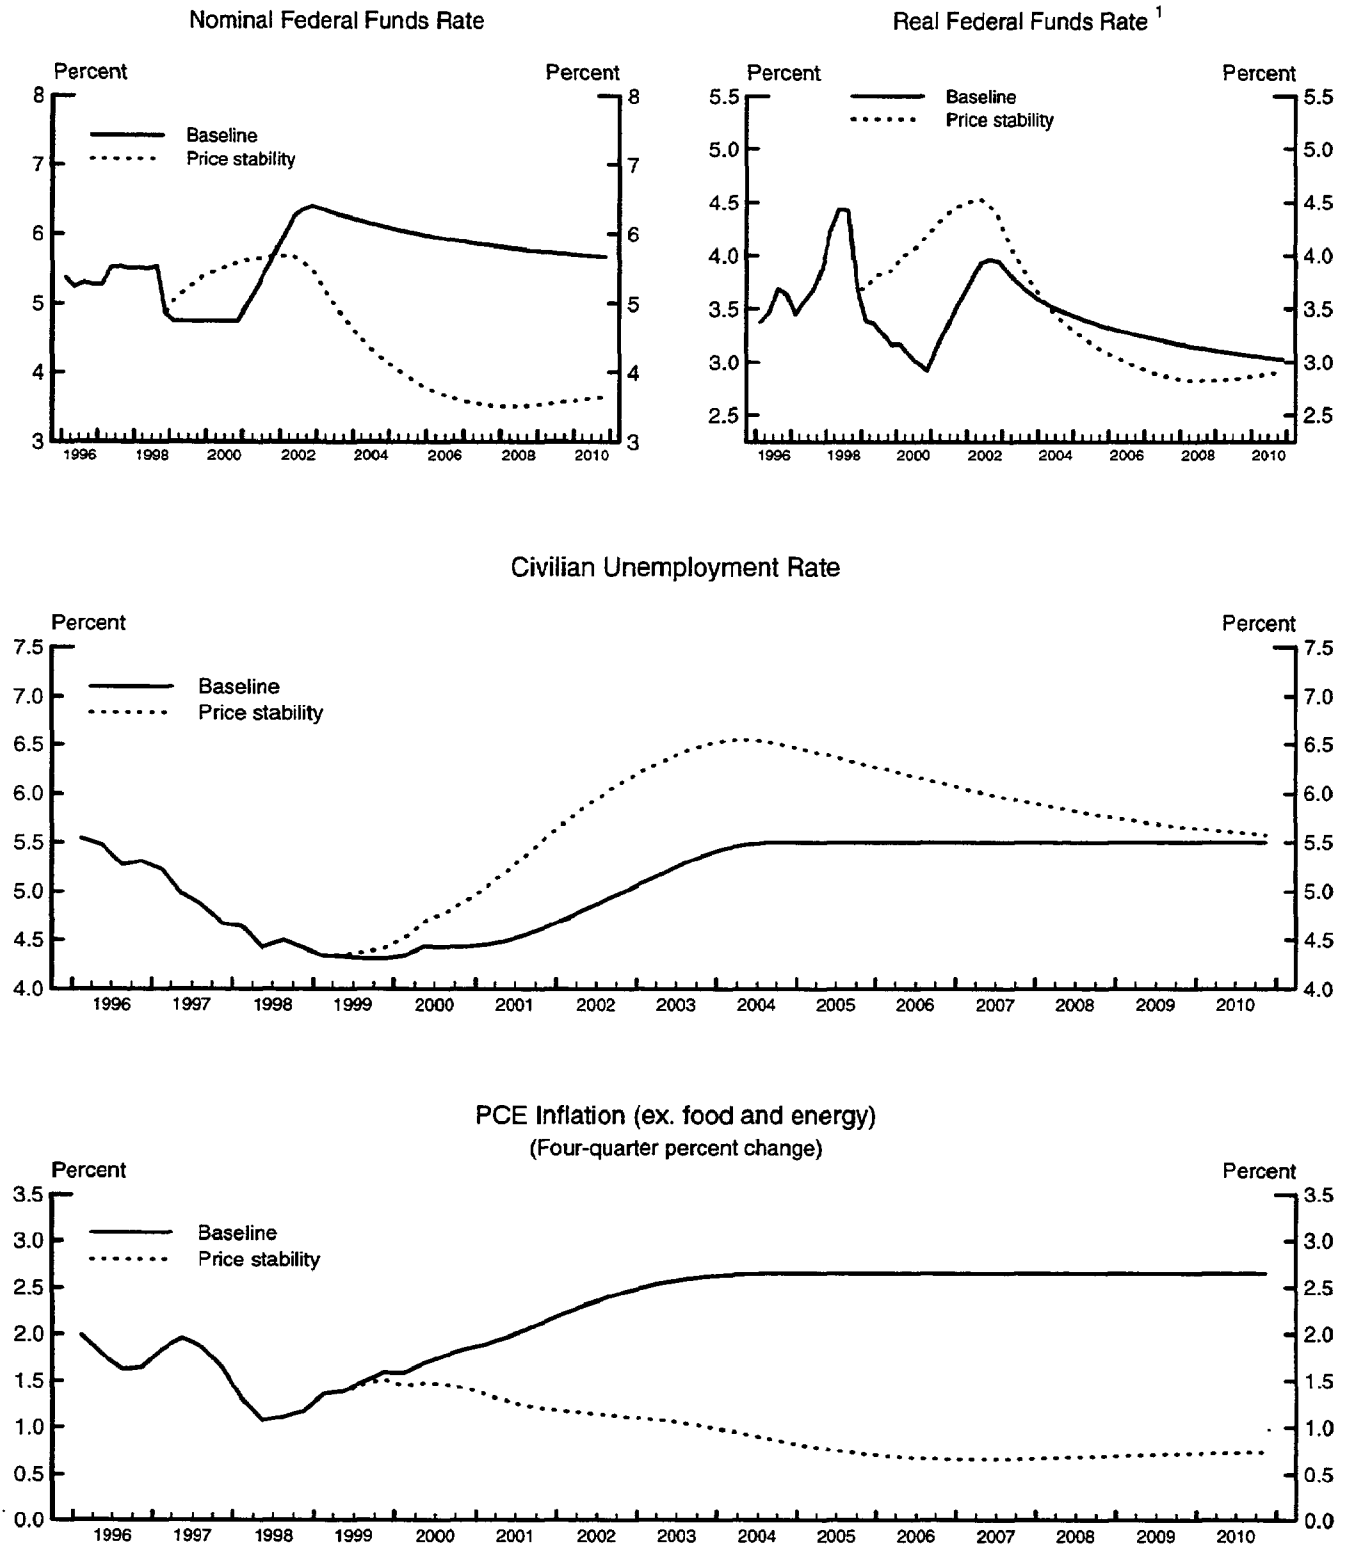 Nominal Federal Funds Rate
Percent Percent
8 8
Baseline
Price stability
7 7
6 6
5 5
4 4
3 3
1996 1998 2000 2002 2004 2006 2008 2010
Real Federal Funds Rate 1
Percent Percent
5.5 5.5
Baseline
Price stability
5.0 5.0
4.5 4.5
4.0 4.0
3.5 3.5
3.0 3.0
2.5 2.5
1996 1998 2000 2002 2004 2006 2008 2010
Civilian Unemployment Rate
Percent Percent
7.5 7.5
Baseline
7.0 7.0
Price stability
6.5 6.5
6.0 6.0
5.5 5.5
5.0 5.0
4.5 4.5
4.0 4.0
1996 1997 1998 1999 2000 2001 2002 2003 2004 2005 2006 2007 2008 2009 2010
PCE Inflation (ex. food and energy)
(Four-quarter percent change)
Percent Percent
3.5 3.5
Baseline
3.0 3.0
Price stability
2.5 2.5
2.0 2.0
1.5 1.5
1.0 1.0
0.5 0.5
0.0 0.0
1996 1997 1998 1999 2000 2001 2002 2003 2004 2005 2006 2007 2008 2009 2010